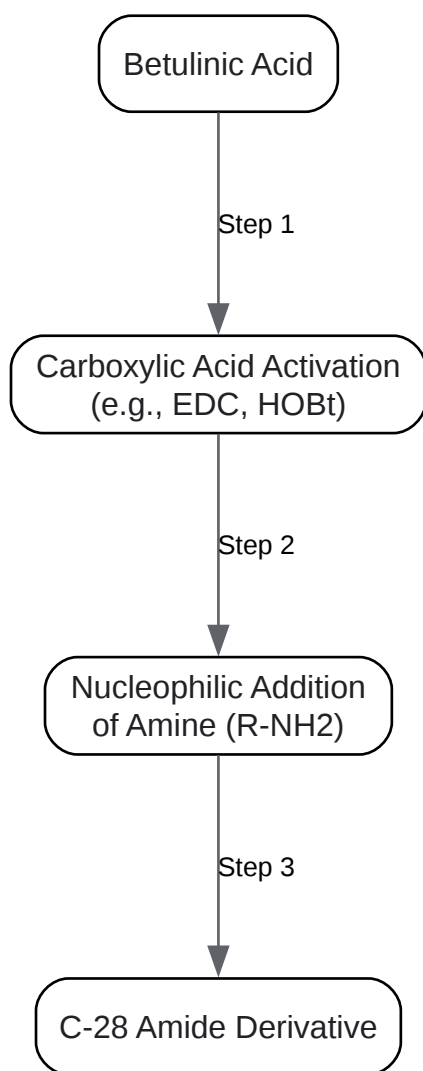 Betulinic Acid
Step 1
Carboxylic Acid Activation
(e.g., EDC, HOBt)
Step 2
Nucleophilic Addition
of Amine (R-NH2)
Step 3
C-28 Amide Derivative